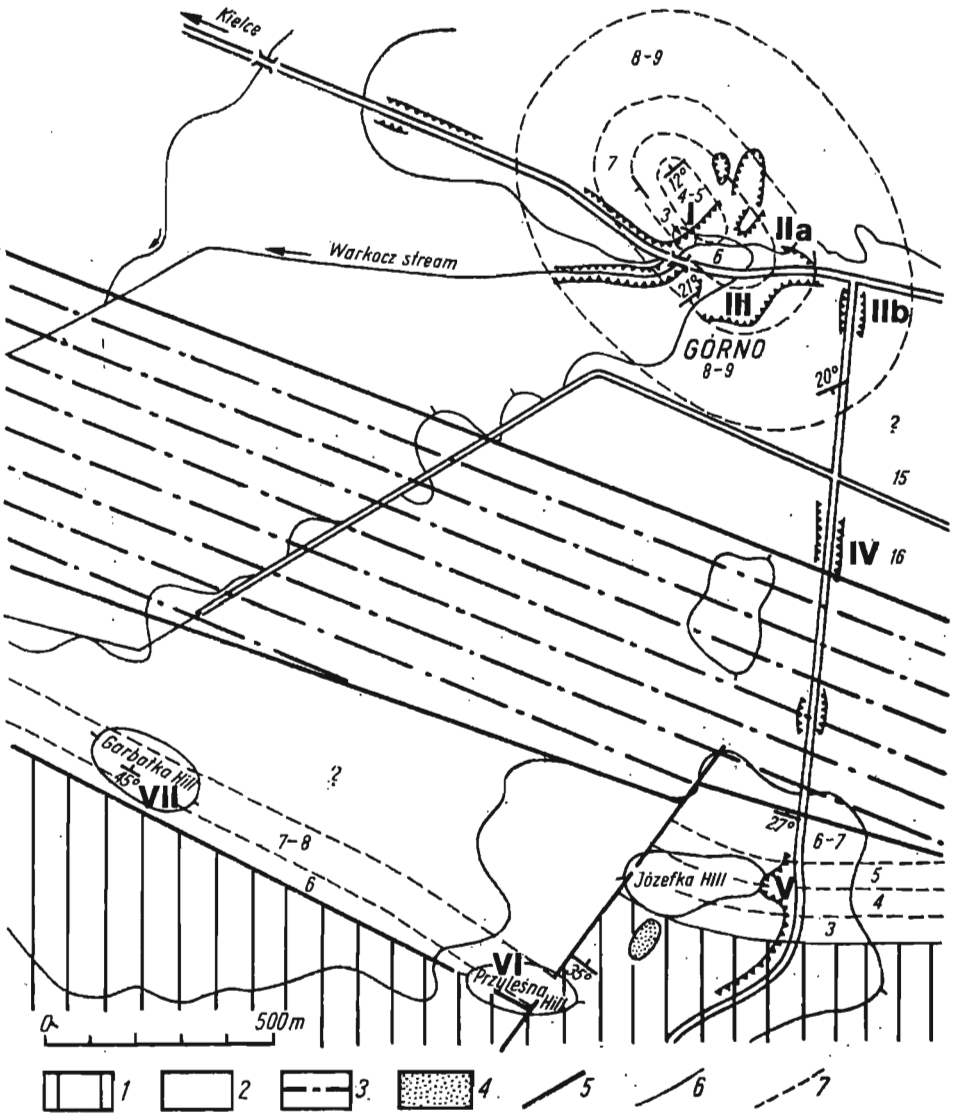 Kielce
8-9
7
12°
4-5
3
I
IIa
Warkocz stream
6
21°
III
IIb
GÓRNO
8-9
20°
?
15
IV
16
Garbatka Hill
45°
VII
?
27°
6-7
7-8
5
Józefka Hill
V
6
4
3
VI
35°
Przyleśna Hill
0
500 m
1
2
3
4
5
6
7